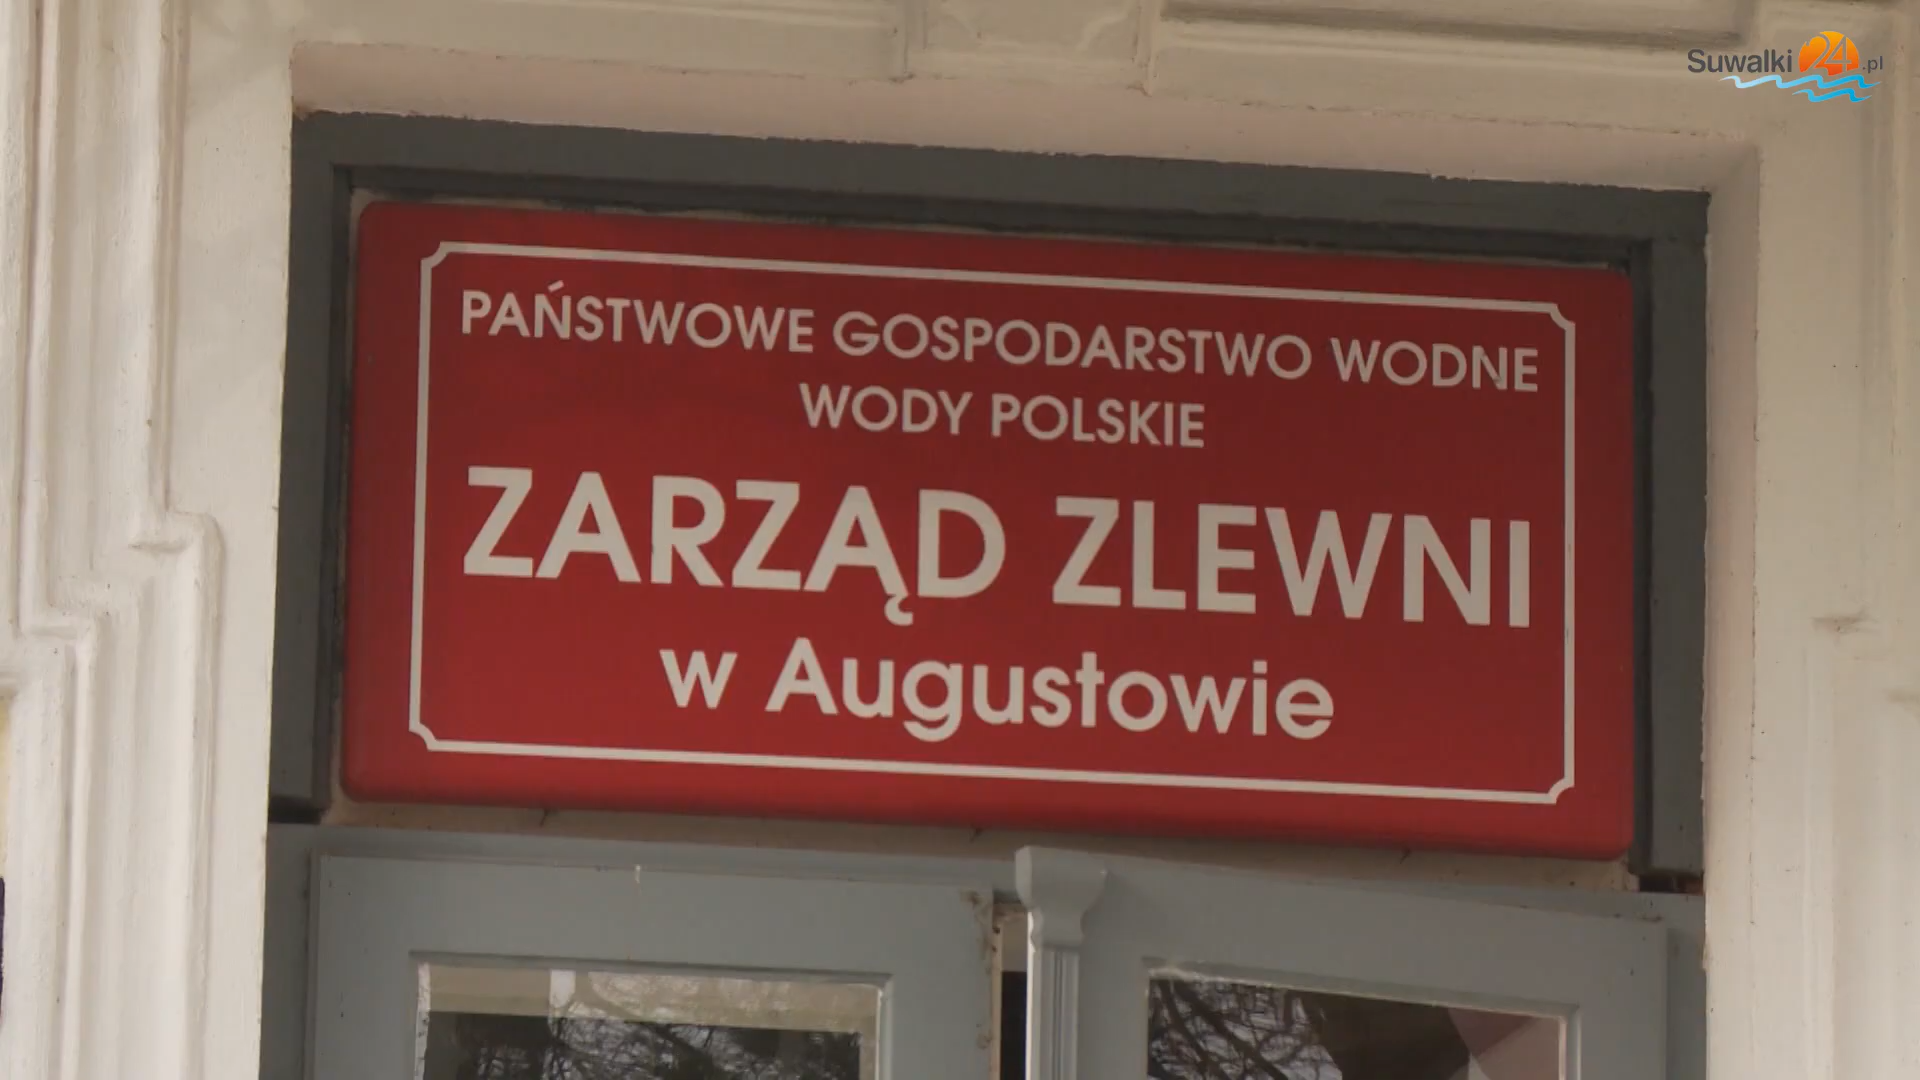 Suwalki24.pl
PAŃSTWOWE GOSPODARSTWO WODNE
WODY POLSKIE
ZARZĄD ZLEWNI
w Augustowie